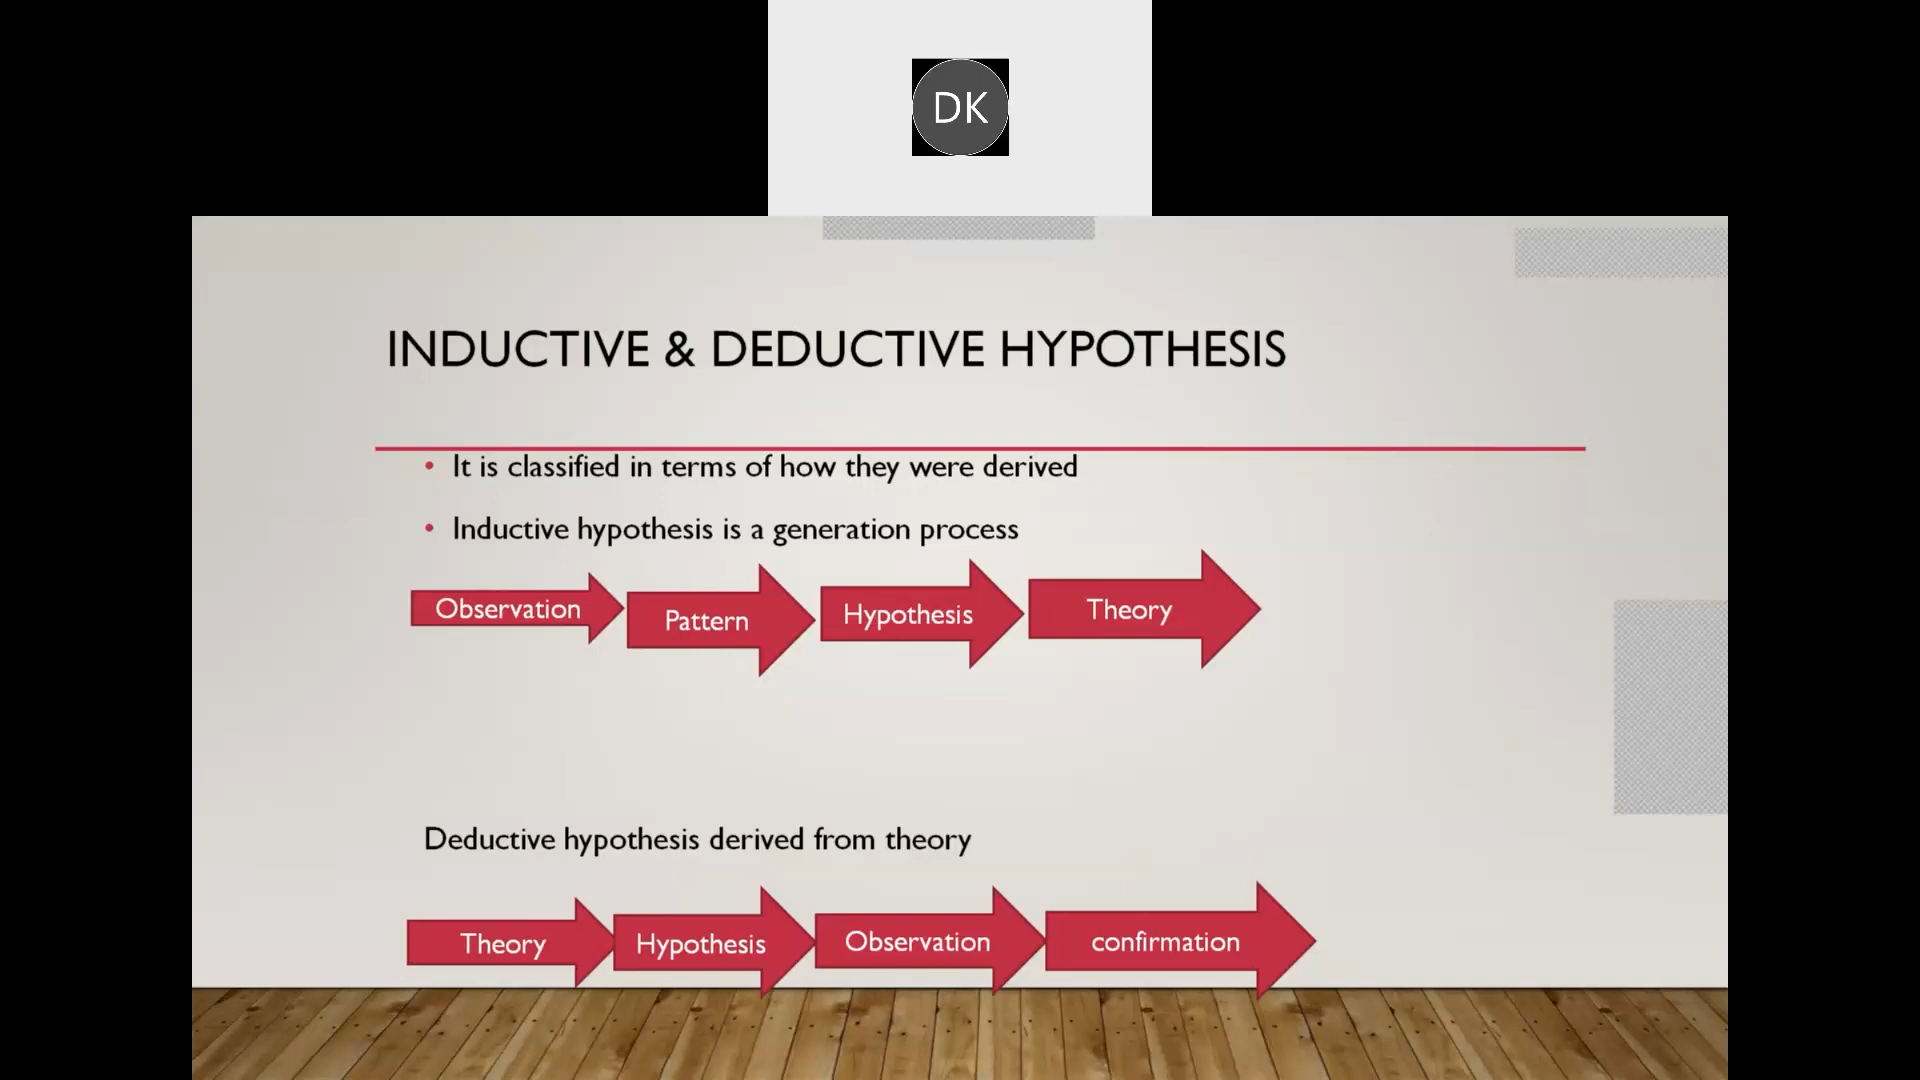 DK
INDUCTIVE & DEDUCTIVE HYPOTHESIS
• It is classified in terms of how they were derived
• Inductive hypothesis is a generation process
Observation Pattern Hypothesis Theory
Deductive hypothesis derived from theory
Theory Hypothesis Observation confirmation